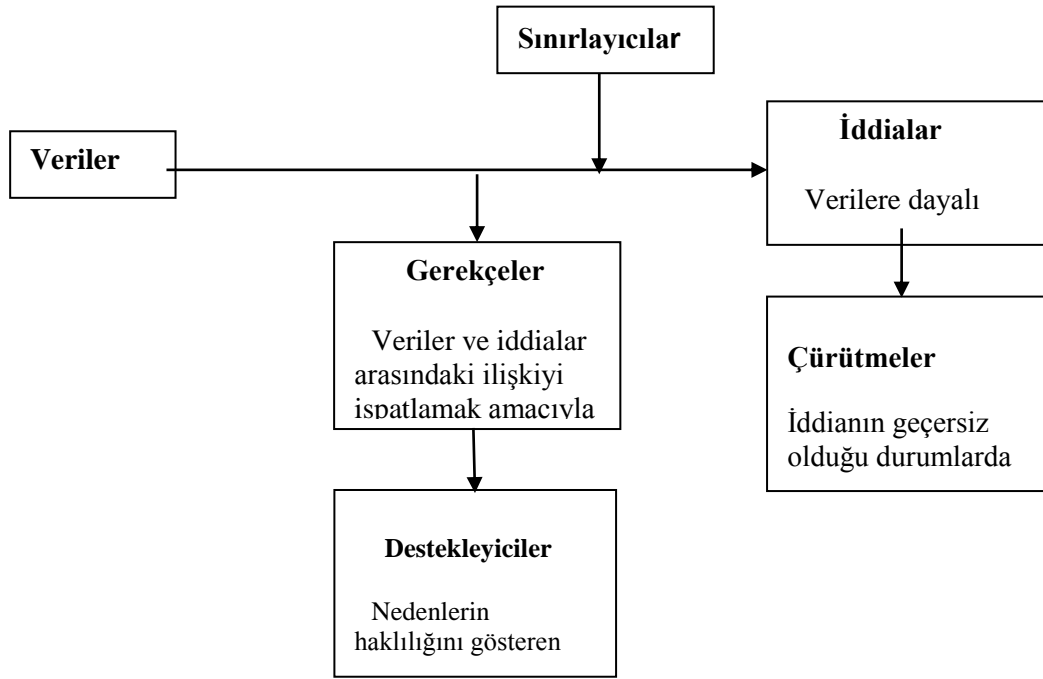 Sınırlayıcılar
Veriler
İddialar
Verilere dayalı
Gerekçeler
Veriler ve iddialar
arasındaki ilişkiyi
ispatlamak amacıyla
Çürütmeler
İddianın geçersiz
olduğu durumlarda
Destekleyiciler
Nedenlerin
haklılığını gösteren